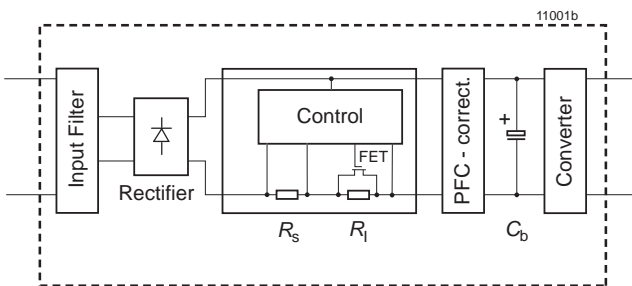 11001b
Input Filter
Rectifier
Control
FET
Rs
Rl
PFC - correct.
+
Cb
Converter